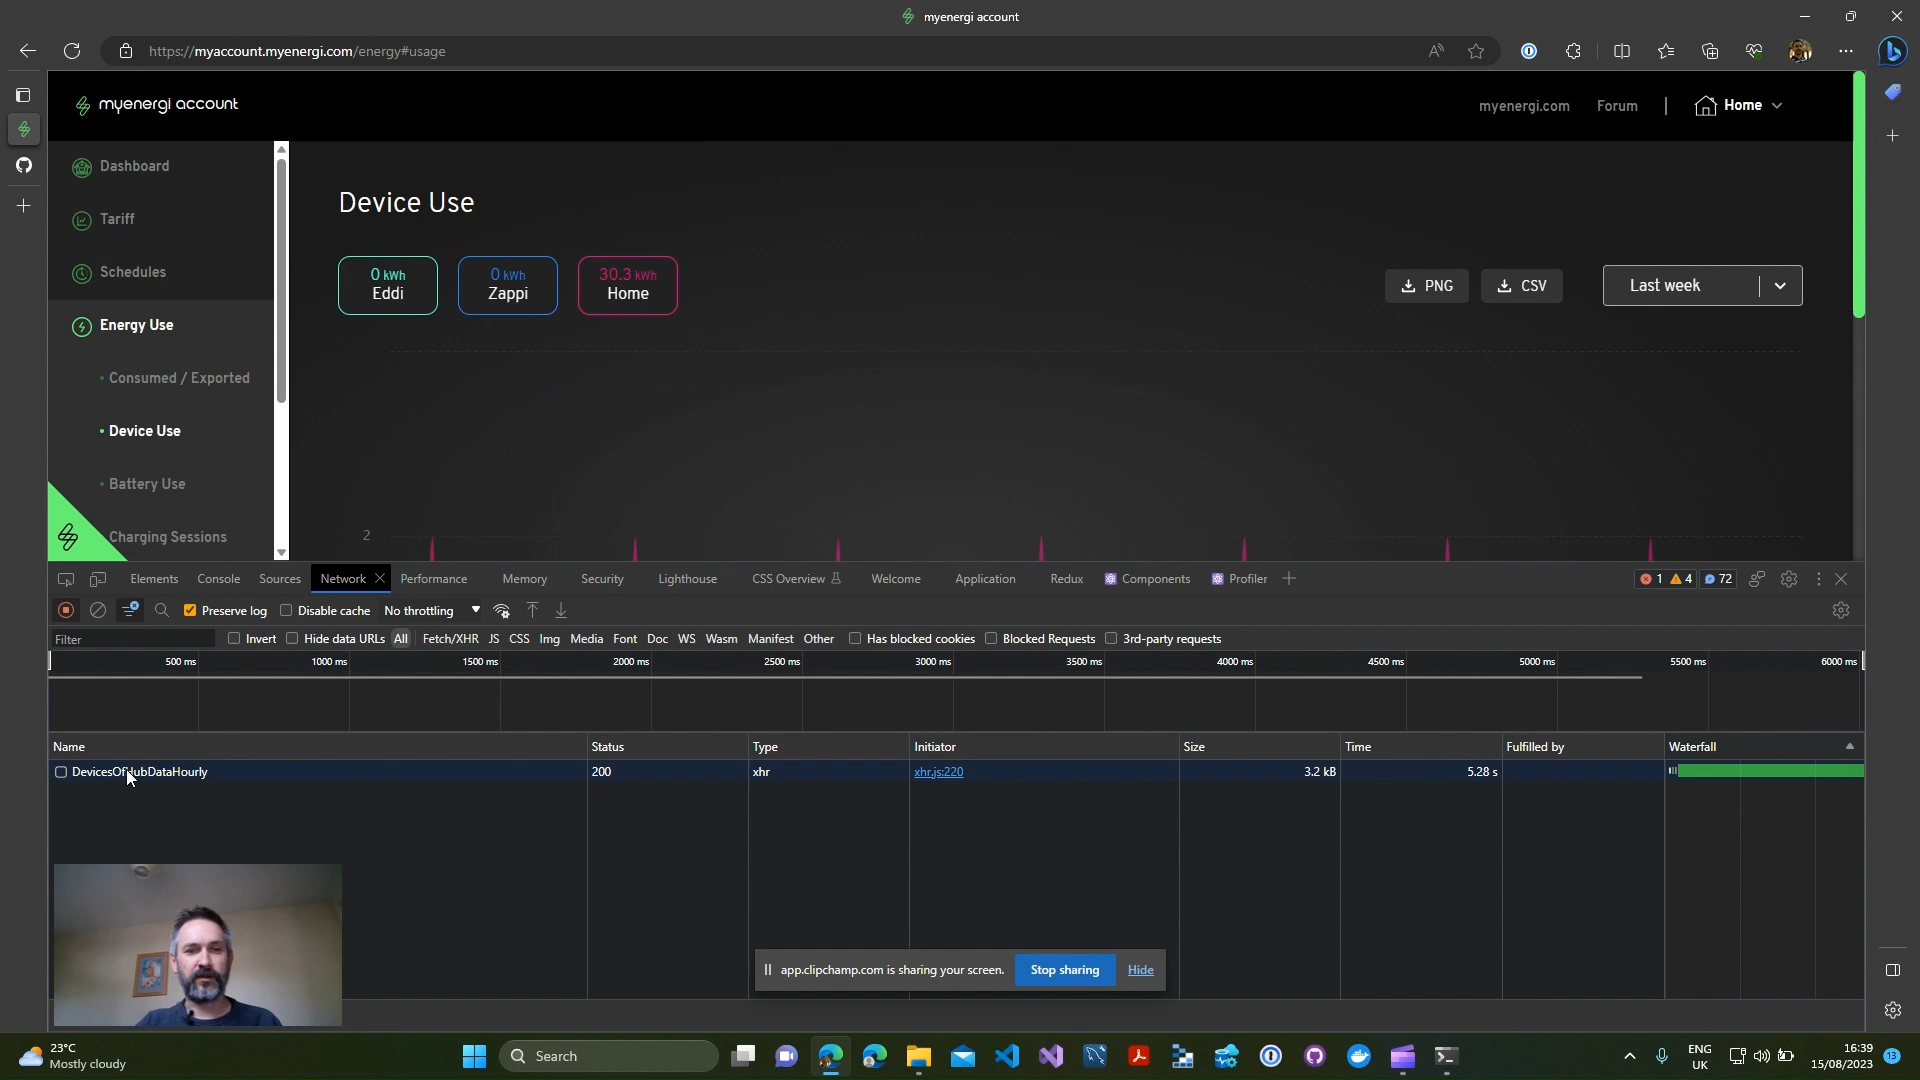 myenergi account
https://myaccount.myenergi.com/energy#usage
myenergi account
myenergi.com Forum | Home
Dashboard
Tariff
Schedules
Energy Use
Consumed / Exported
Device Use
Battery Use
Charging Sessions
Device Use
0 kWh
Eddi
0 kWh
Zappi
30.3 kWh
Home
PNG
CSV
Last week
2
Elements Console Sources Network Performance Memory Security Lighthouse CSS Overview Welcome Application Redux Components Profiler 1 4 72
Preserve log Disable cache No throttling
Filter Invert Hide data URLs All Fetch/XHR JS CSS Img Media Font Doc WS Wasm Manifest Other Has blocked cookies Blocked Requests 3rd-party requests
500 ms 1000 ms 1500 ms 2000 ms 2500 ms 3000 ms 3500 ms 4000 ms 4500 ms 5000 ms 5500 ms 6000 ms
Name Status Type Initiator Size Time Fulfilled by Waterfall
DevicesOfHubDataHourly 200 xhr xhr.js:220 3.2 kB 5.28 s
app.clipchamp.com is sharing your screen. Stop sharing Hide
23°C
Mostly cloudy
Search
ENG
UK
16:39
15/08/2023
13